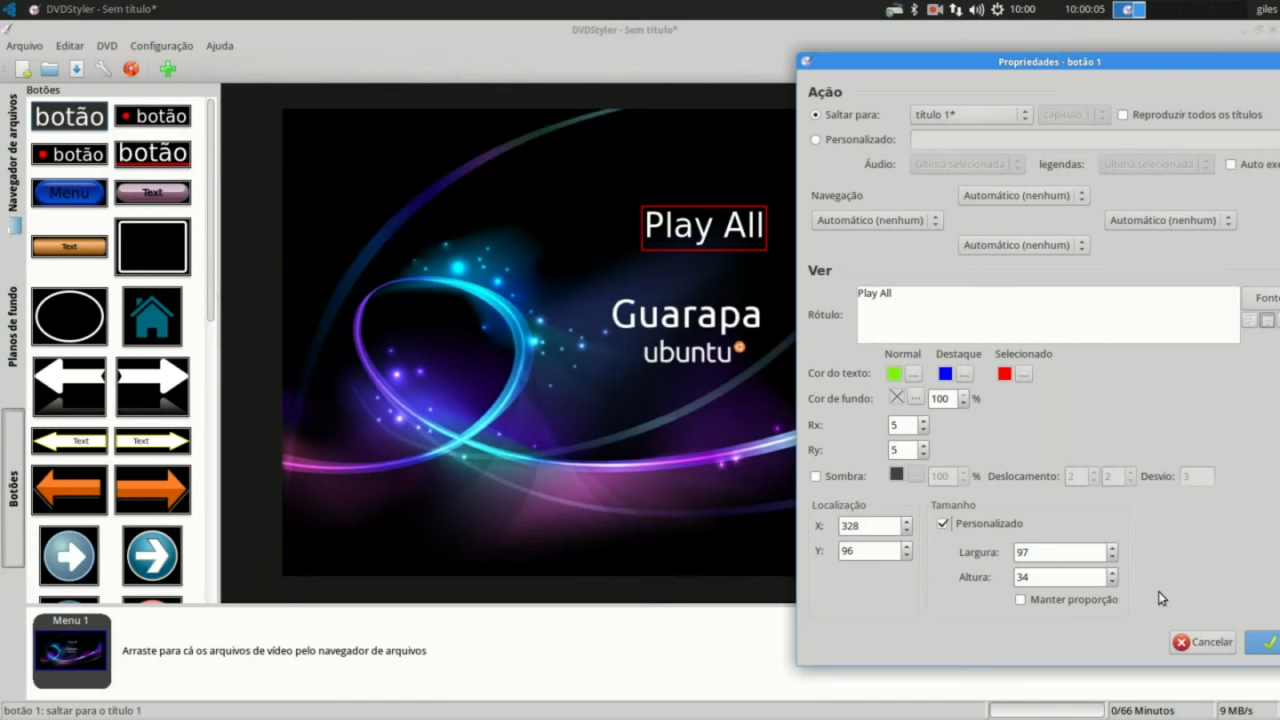 DVDStyler - Sem título*
10:00
10:00:05
giles
DVDStyler - Sem título*
Arquivo Editar DVD Configuração Ajuda
Navegador de arquivos
Planos de fundo
Botões
Botões
botão
botão
botão
botão
Menu
Text
Text
Text
Text
Play All
Guarapa
ubuntu
Propriedades - botão 1
Ação
Saltar para: título 1* capítulo 1 Reproduzir todos os títulos
Personalizado:
Áudio: última selecionada legendas: última selecionada Auto exe
Navegação Automático (nenhum)
Automático (nenhum) Automático (nenhum)
Automático (nenhum)
Ver
Rótulo: Play All Fonte
Normal Destaque Selecionado
Cor do texto: ... ... ...
Cor de fundo: ... 100 %
Rx: 5
Ry: 5
Sombra: 100 % Deslocamento: 2 2 Desvio: 3
Localização Tamanho
X: 328 Personalizado
Y: 96 Largura: 97
Altura: 34
Manter proporção
Cancelar
Menu 1
Arraste para cá os arquivos de vídeo pelo navegador de arquivos
botão 1: saltar para o título 1 0/66 Minutos 9 MB/s